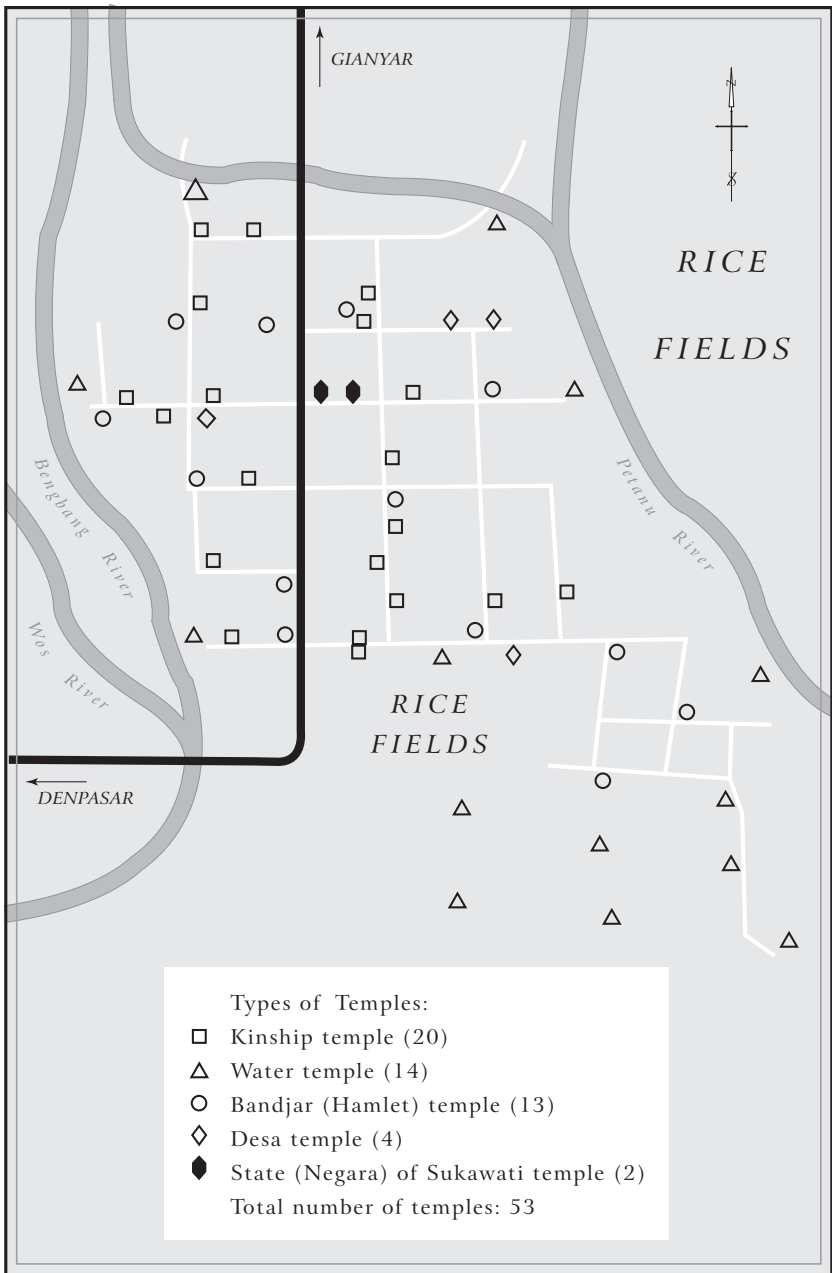 GIANYAR
N
S
RICE
FIELDS
Bengbang River
Petanu River
Wos River
RICE
FIELDS
DENPASAR
Types of Temples:
Kinship temple (20)
Water temple (14)
Bandjar (Hamlet) temple (13)
Desa temple (4)
State (Negara) of Sukawati temple (2)
Total number of temples: 53